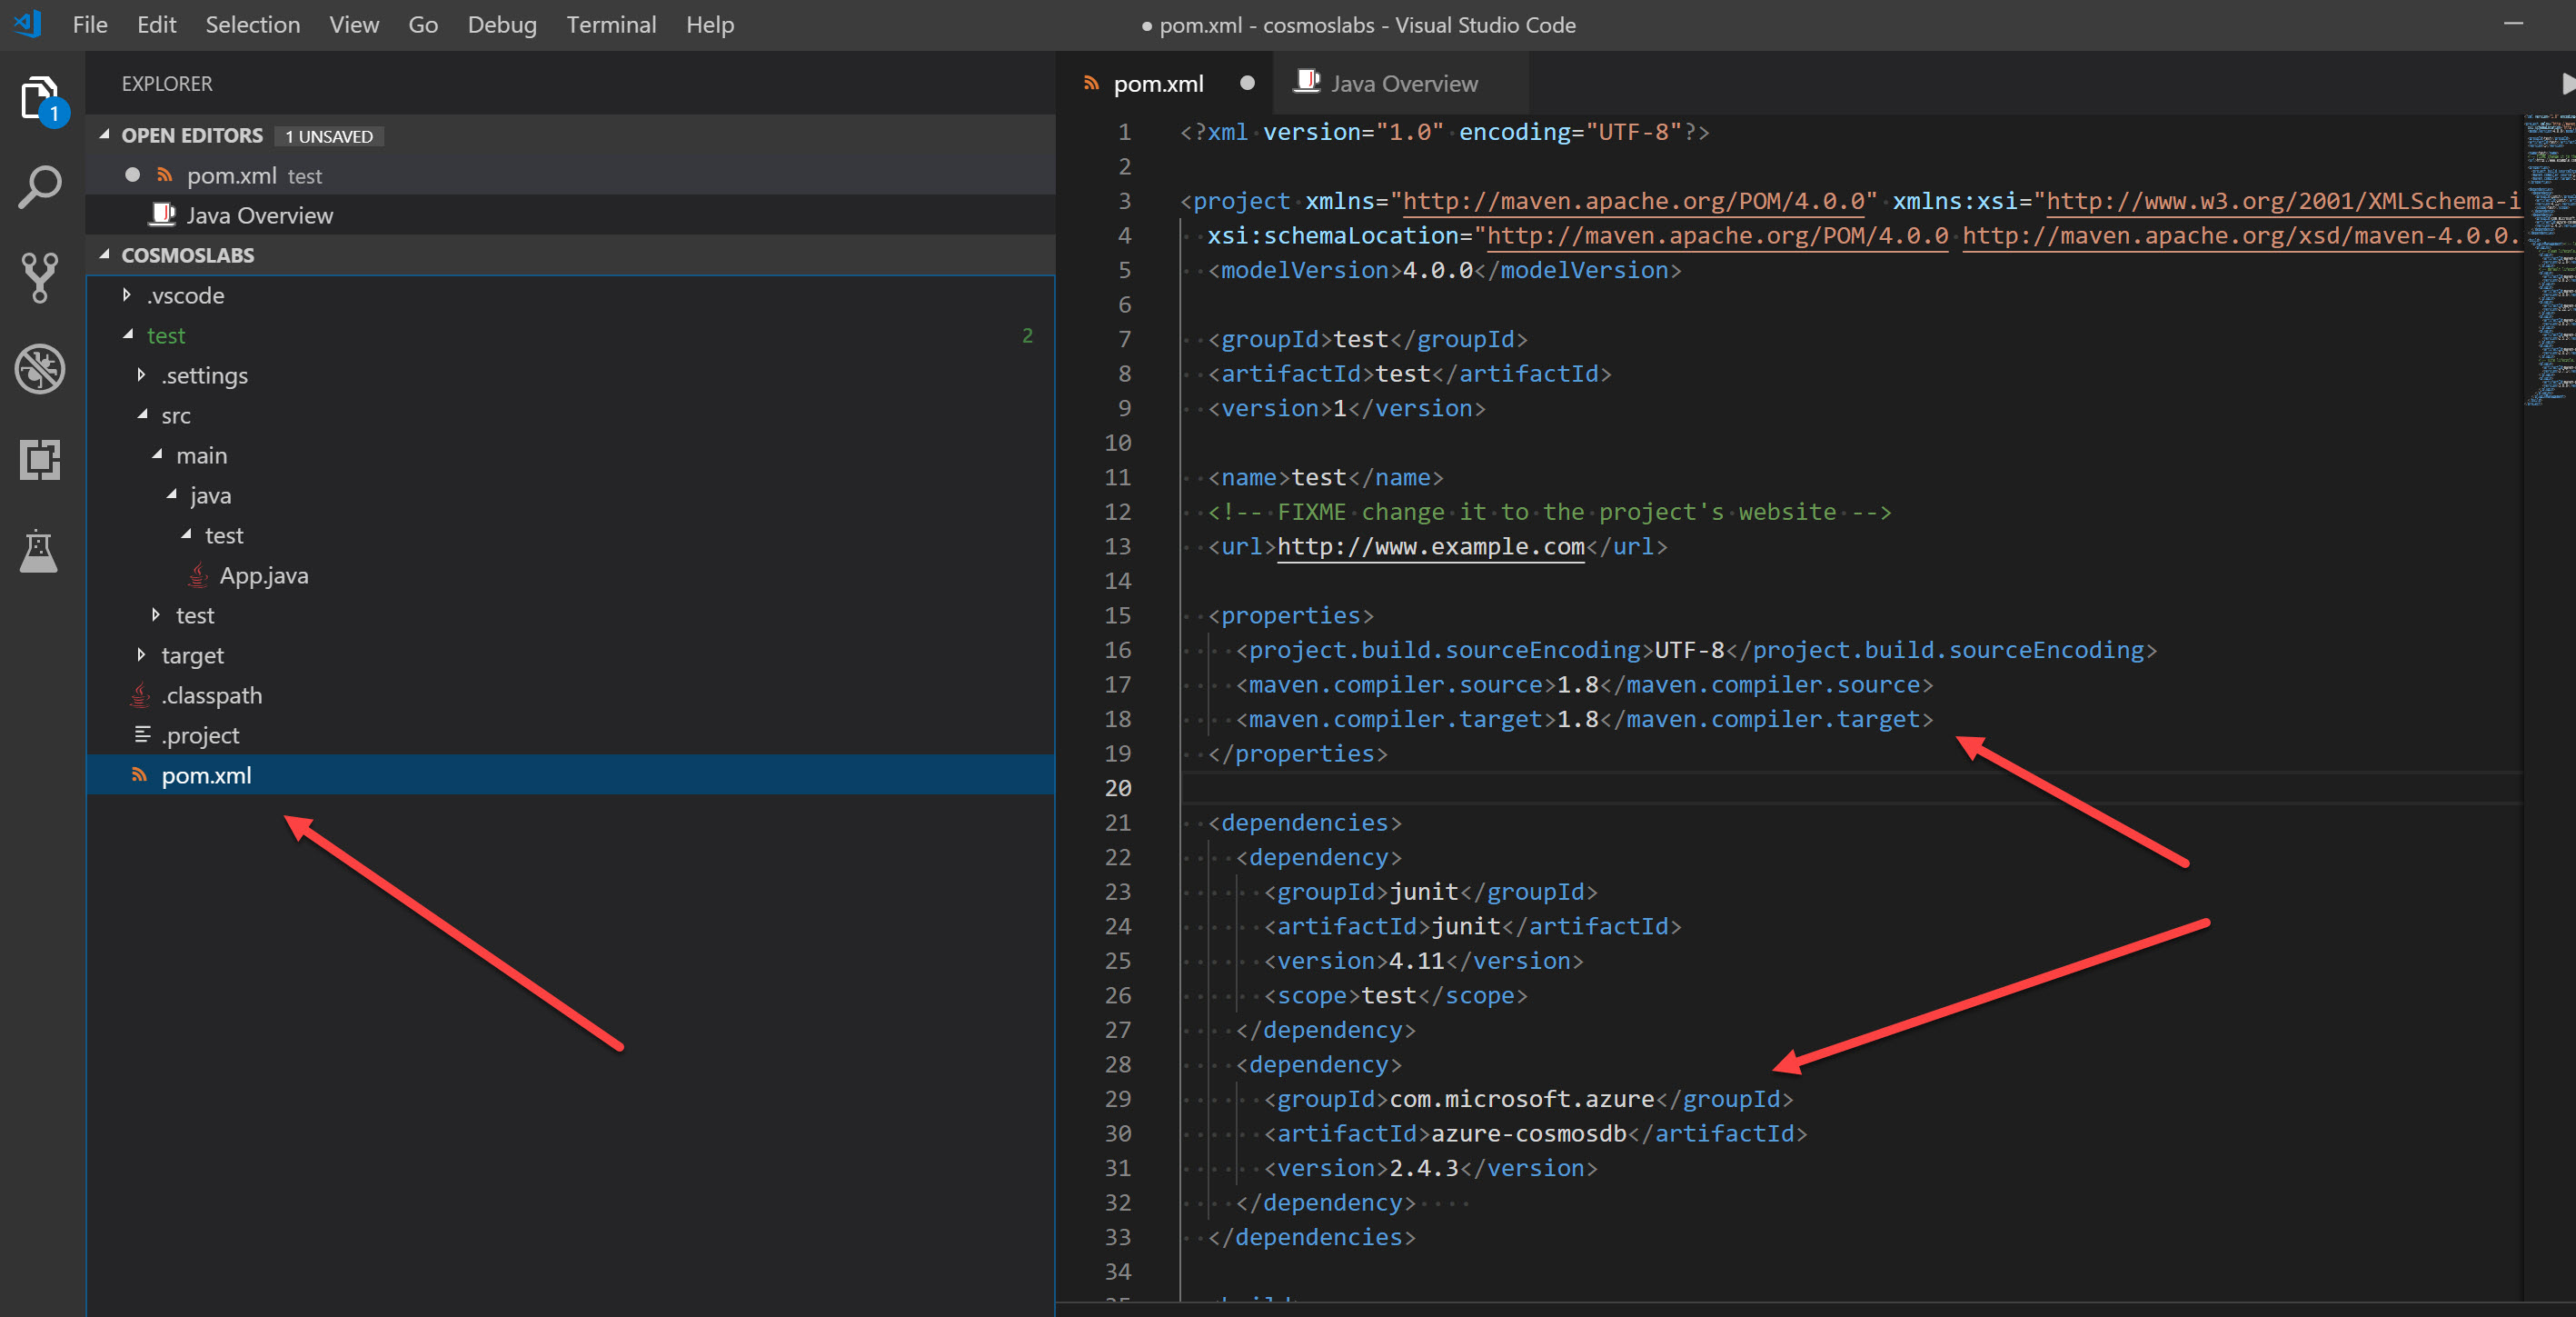 File Edit Selection View Go Debug Terminal Help
● pom.xml - cosmoslabs - Visual Studio Code
1
EXPLORER
OPEN EDITORS 1 UNSAVED
pom.xml test
Java Overview
COSMOSLABS
.vscode
test 2
.settings
src
main
java
test
App.java
test
target
.classpath
.project
pom.xml
pom.xml
Java Overview
1 <?xml version="1.0" encoding="UTF-8"?>
2
3 <project xmlns="http://maven.apache.org/POM/4.0.0" xmlns:xsi="http://www.w3.org/2001/XMLSchema-i
4 xsi:schemaLocation="http://maven.apache.org/POM/4.0.0 http://maven.apache.org/xsd/maven-4.0.0.
5 <modelVersion>4.0.0</modelVersion>
6
7 <groupId>test</groupId>
8 <artifactId>test</artifactId>
9 <version>1</version>
10
11 <name>test</name>
12 <!-- FIXME change it to the project's website -->
13 <url>http://www.example.com</url>
14
15 <properties>
16 <project.build.sourceEncoding>UTF-8</project.build.sourceEncoding>
17 <maven.compiler.source>1.8</maven.compiler.source>
18 <maven.compiler.target>1.8</maven.compiler.target>
19 </properties>
20
21 <dependencies>
22 <dependency>
23 <groupId>junit</groupId>
24 <artifactId>junit</artifactId>
25 <version>4.11</version>
26 <scope>test</scope>
27 </dependency>
28 <dependency>
29 <groupId>com.microsoft.azure</groupId>
30 <artifactId>azure-cosmosdb</artifactId>
31 <version>2.4.3</version>
32 </dependency>
33 </dependencies>
34